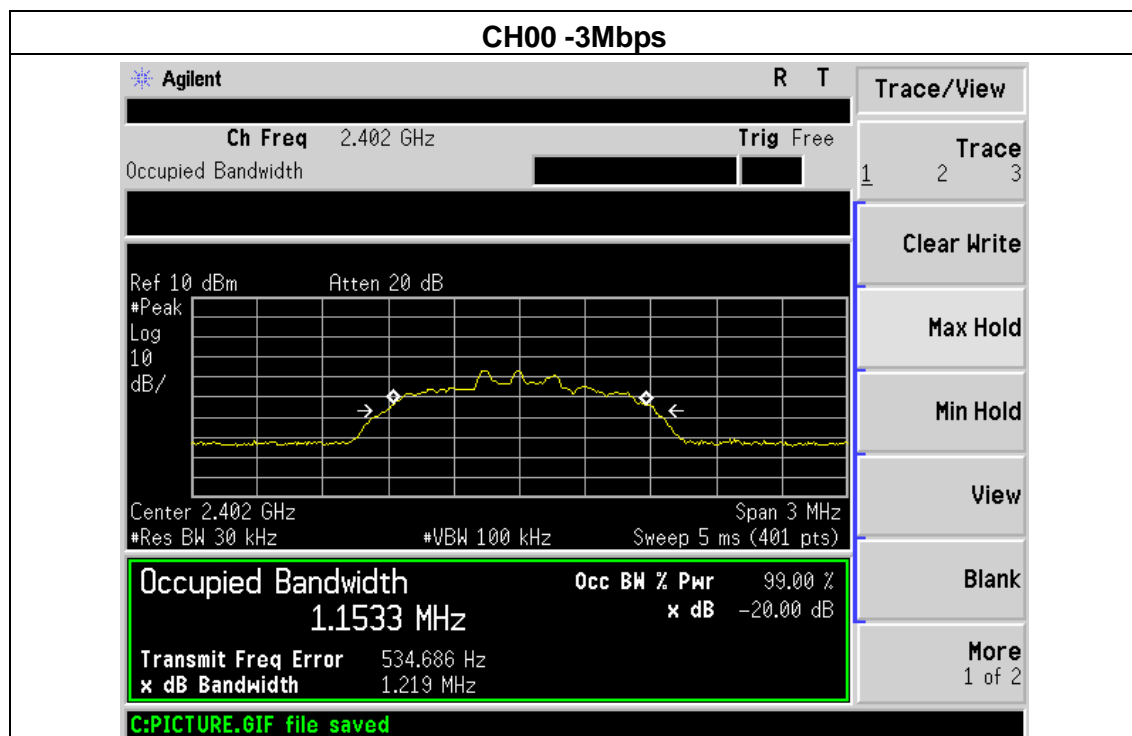 CH00 -3Mbps
Agilent R T
Ch Freq 2.402 GHz Trig Free
Occupied Bandwidth
Ref 10 dBm Atten 20 dB
#Peak
Log
10
dB/
Center 2.402 GHz Span 3 MHz
#Res BW 30 kHz #VBW 100 kHz Sweep 5 ms (401 pts)
Occupied Bandwidth Occ BW % Pwr 99.00 %
1.1533 MHz x dB -20.00 dB
Transmit Freq Error 534.686 Hz
x dB Bandwidth 1.219 MHz
C:PICTURE.GIF file saved
Trace/View
Trace
1 2 3
Clear Write
Max Hold
Min Hold
View
Blank
More
1 of 2